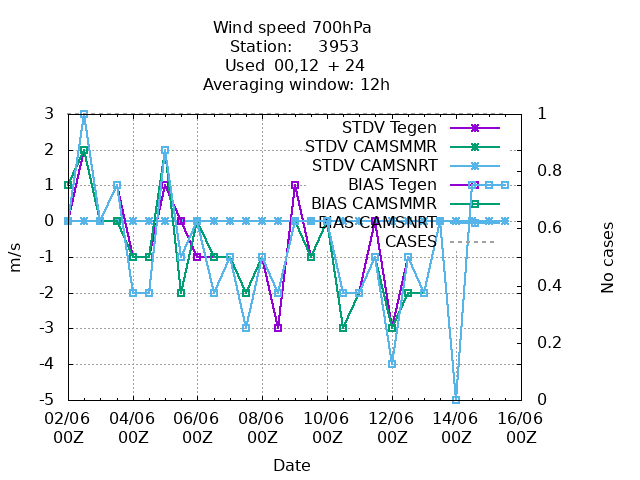 Wind speed 700hPa
Station: 3953
Used 00,12 + 24
Averaging window: 12h
3
2
1
0
-1
-2
-3
-4
-5
m/s
1
0.8
0.6
0.4
0.2
0
No cases
STDV Tegen
STDV CAMSMMR
STDV CAMSNRT
BIAS Tegen
BIAS CAMSMMR
BIAS CAMSNRT
CASES
02/06 04/06 06/06 08/06 10/06 12/06 14/06 16/06
00Z 00Z 00Z 00Z 00Z 00Z 00Z 00Z
Date